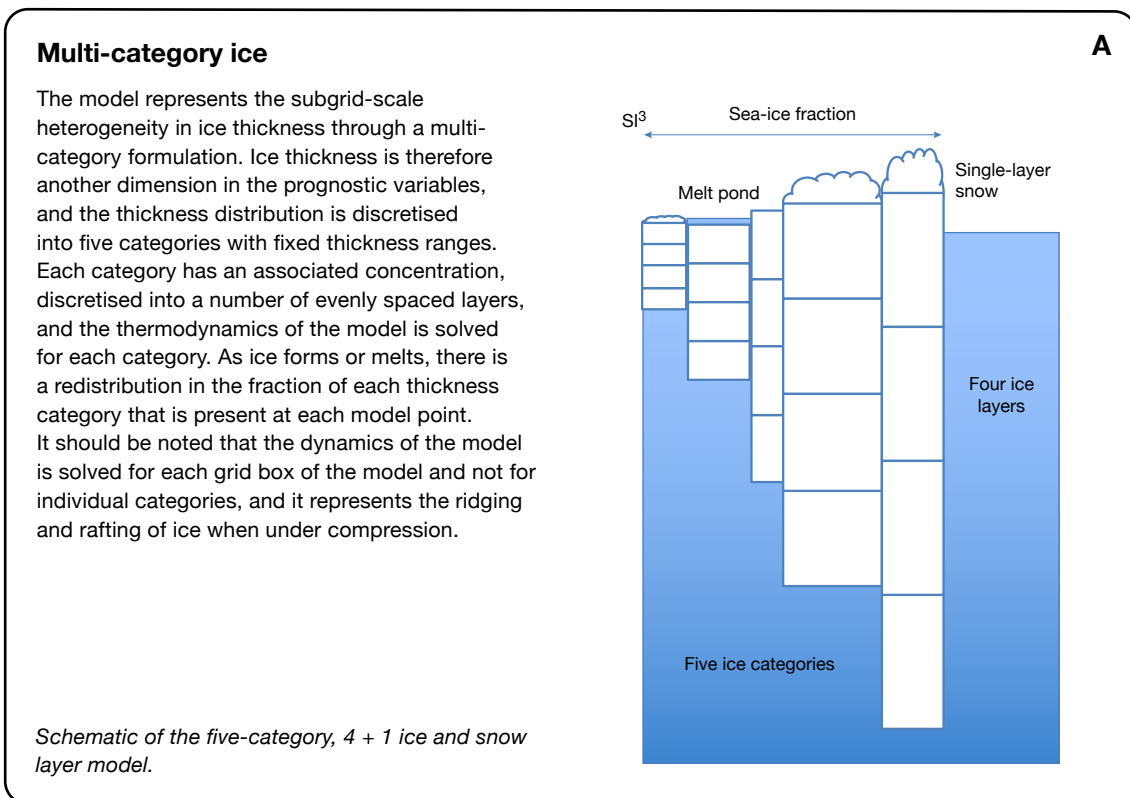 Multi-category ice
A
The model represents the subgrid-scale
heterogeneity in ice thickness through a multi-
category formulation. Ice thickness is therefore
another dimension in the prognostic variables,
and the thickness distribution is discretised
into five categories with fixed thickness ranges.
Each category has an associated concentration,
discretised into a number of evenly spaced layers,
and the thermodynamics of the model is solved
for each category. As ice forms or melts, there is
a redistribution in the fraction of each thickness
category that is present at each model point.
It should be noted that the dynamics of the model
is solved for each grid box of the model and not for
individual categories, and it represents the ridging
and rafting of ice when under compression.
Schematic of the five-category, 4 + 1 ice and snow
layer model.
SI³
Sea-ice fraction
Melt pond
Single-layer
snow
Four ice
layers
Five ice categories